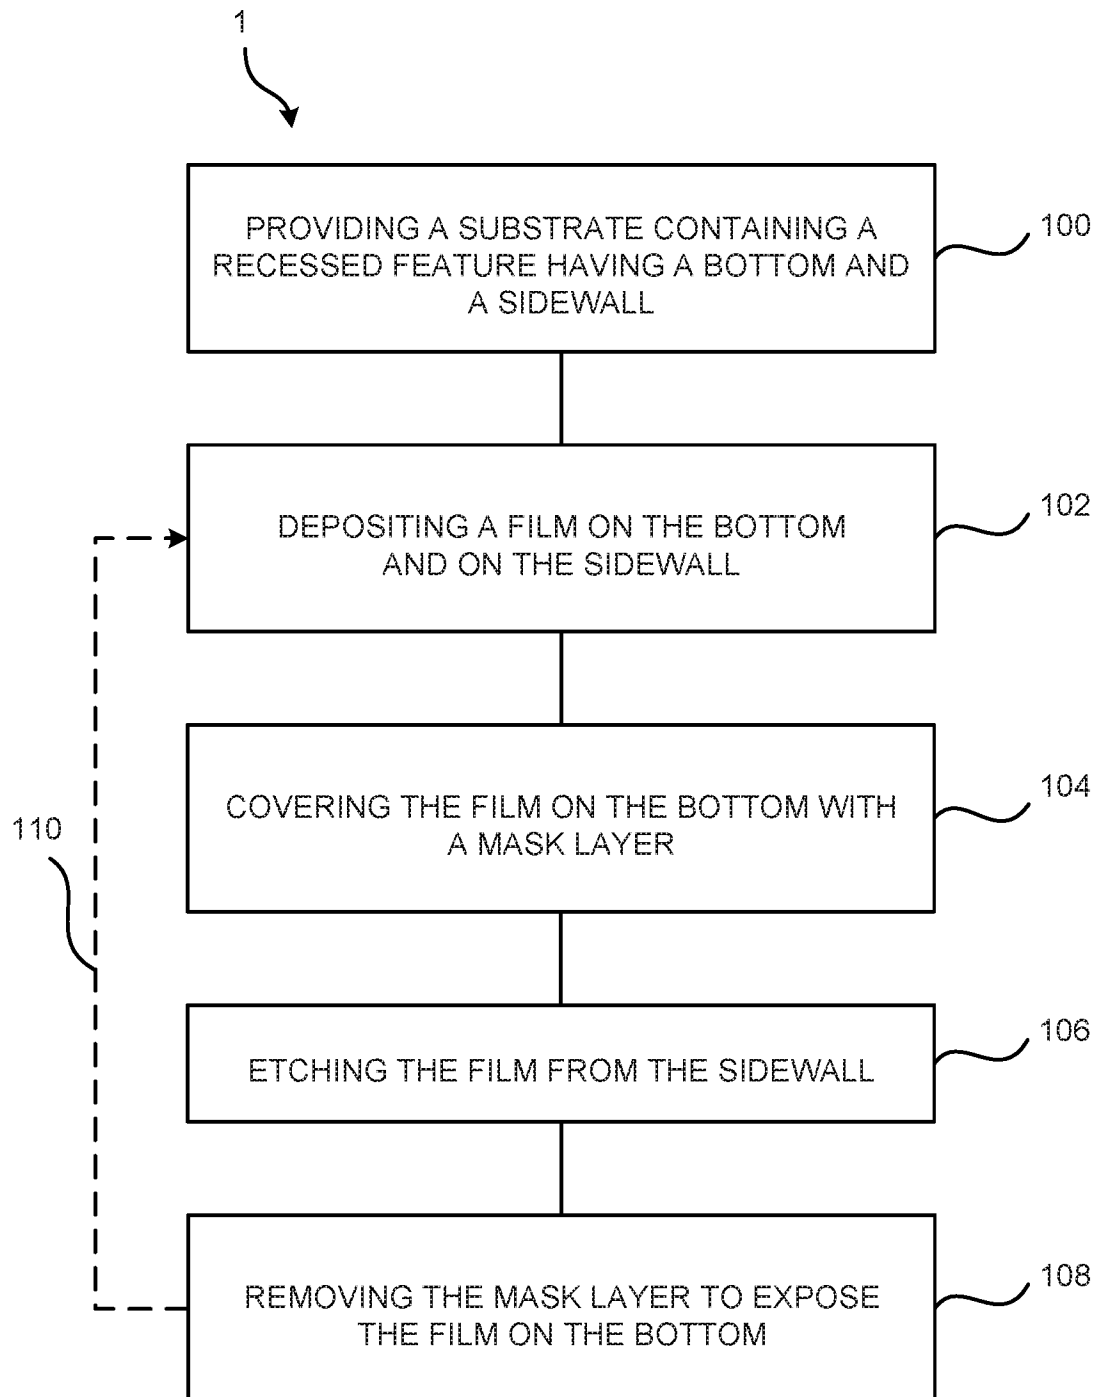 1
PROVIDING A SUBSTRATE CONTAINING A
RECESSED FEATURE HAVING A BOTTOM AND
A SIDEWALL
100
DEPOSITING A FILM ON THE BOTTOM
AND ON THE SIDEWALL
102
COVERING THE FILM ON THE BOTTOM WITH
A MASK LAYER
104
110
ETCHING THE FILM FROM THE SIDEWALL
106
REMOVING THE MASK LAYER TO EXPOSE
THE FILM ON THE BOTTOM
108